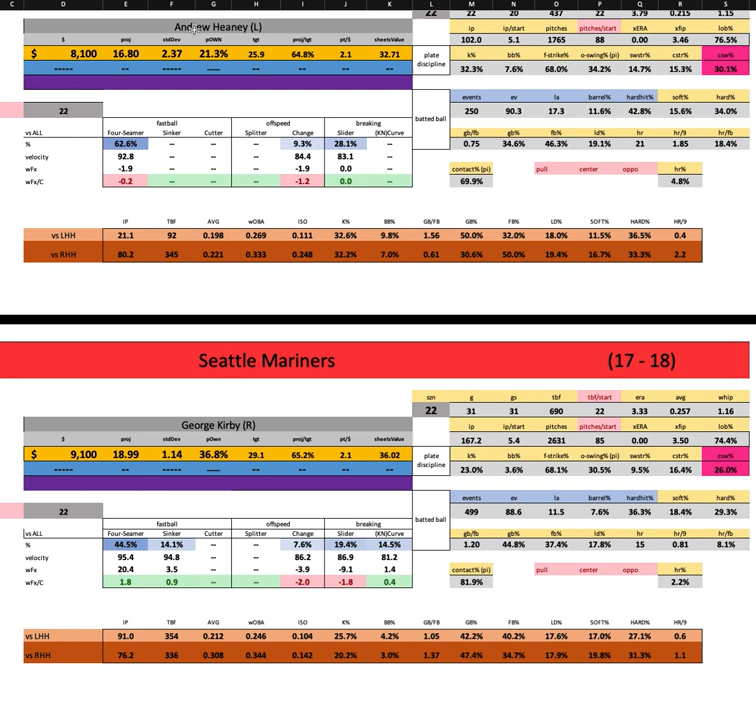 C D E F G H I J K L M N O P Q R S
22 22 20 437 22 3.79 0.215 1.15
Andrew Heaney (L) ip ip/start pitches pitches/start xERA xfip lob%
$ proj stdDev pOWN tgt proj/tgt pt/$ sheetsValue 102.0 5.1 1765 88 0.00 3.46 76.5%
$ 8,100 16.80 2.37 21.3% 25.9 64.8% 2.1 32.71 plate discipline k% bb% f-strike% o-swing% (pi) swstr% cstr% csw%
----- -- -- ---- -- -- -- -- 32.3% 7.6% 68.0% 34.2% 14.7% 15.3% 30.1%
events ev la barrel% hardhit% soft% hard%
22 batted ball 250 90.3 17.3 11.6% 42.8% 15.6% 34.0%
fastball offspeed breaking
vs ALL Four-Seamer Sinker Cutter Splitter Change Slider (KN)Curve gb/fb gb% fb% ld% hr hr/9 hr/fb
% 62.6% -- -- -- 9.3% 28.1% -- 0.75 34.6% 46.3% 19.1% 21 1.85 18.4%
velocity 92.8 -- -- -- 84.4 83.1 --
wFx -1.9 -- -- -- -1.9 0.0 -- contact% (pi) pull center oppo hr%
wFx/C -0.2 -- -- -- -1.2 0.0 -- 69.9% 4.8%
IP TBF AVG wOBA ISO K% BB% GB/FB GB% FB% LD% SOFT% HARD% HR/9
vs LHH 21.1 92 0.198 0.269 0.111 32.6% 9.8% 1.56 50.0% 32.0% 18.0% 11.5% 36.5% 0.4
vs RHH 80.2 345 0.221 0.333 0.248 32.2% 7.0% 0.61 30.6% 50.0% 19.4% 16.7% 33.3% 2.2
Seattle Mariners (17 - 18)
szn g gs tbf tbf/start era avg whip
22 31 31 690 22 3.33 0.257 1.16
George Kirby (R) ip ip/start pitches pitches/start xERA xfip lob%
$ proj stdDev pOwn tgt proj/tgt pt/$ sheetsValue 167.2 5.4 2631 85 0.00 3.50 74.4%
$ 9,100 18.99 1.14 36.8% 29.1 65.2% 2.1 36.02 plate discipline k% bb% f-strike% o-swing% (pi) swstr% cstr% csw%
----- -- -- ---- -- -- -- -- 23.0% 3.6% 68.1% 30.5% 9.5% 16.4% 26.0%
events ev la barrel% hardhit% soft% hard%
22 batted ball 499 88.6 11.5 7.6% 36.3% 18.4% 29.3%
fastball offspeed breaking
vs ALL Four-Seamer Sinker Cutter Splitter Change Slider (KN)Curve gb/fb gb% fb% ld% hr hr/9 hr/fb
% 44.5% 14.1% -- -- 7.6% 19.4% 14.5% 1.20 44.8% 37.4% 17.8% 15 0.81 8.1%
velocity 95.4 94.8 -- -- 86.2 86.9 81.2
wFx 20.4 3.5 -- -- -3.9 -9.1 1.4 contact% (pi) pull center oppo hr%
wFx/C 1.8 0.9 -- -- -2.0 -1.8 0.4 81.9% 2.2%
IP TBF AVG wOBA ISO K% BB% GB/FB GB% FB% LD% SOFT% HARD% HR/9
vs LHH 91.0 354 0.212 0.246 0.104 25.7% 4.2% 1.05 42.2% 40.2% 17.6% 17.0% 27.1% 0.6
vs RHH 76.2 336 0.308 0.344 0.142 20.2% 3.0% 1.37 47.4% 34.7% 17.9% 19.8% 31.3% 1.1